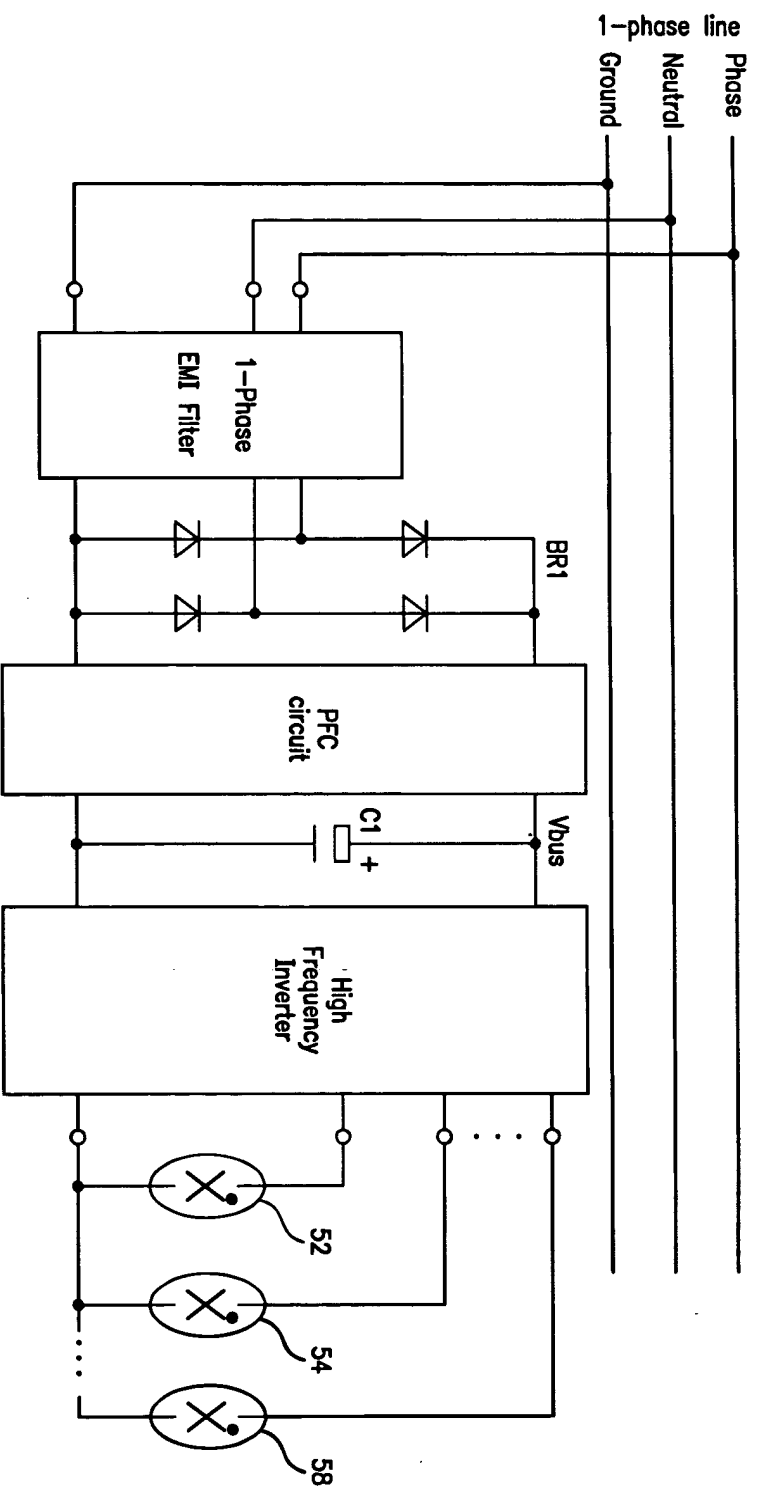 1-phase line
Phase
Neutral
Ground
1-Phase
EMI Filter
BR1
PFC
circuit
Vbus
C1
+
High
Frequency
Inverter
52
54
58